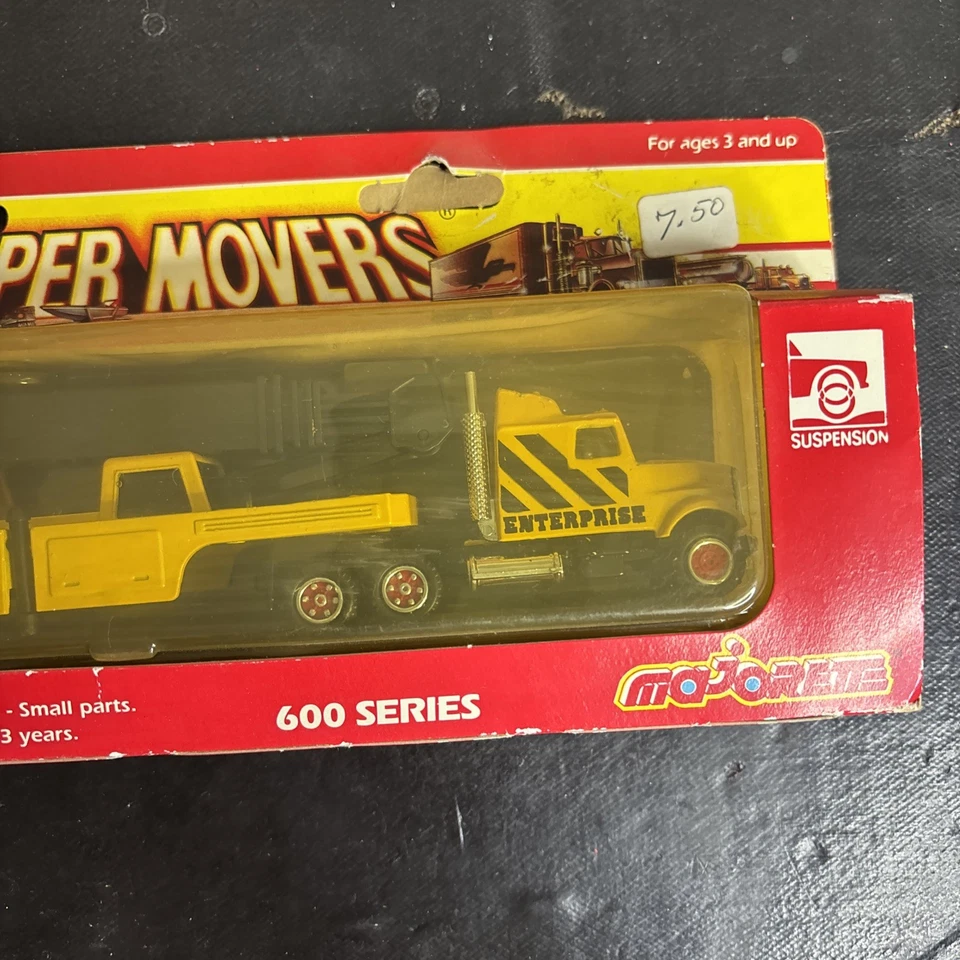 For ages 3 and up
7.50
PER MOVERS®
SUSPENSION
ENTERPRISE
- Small parts.
3 years.
600 SERIES
majorette